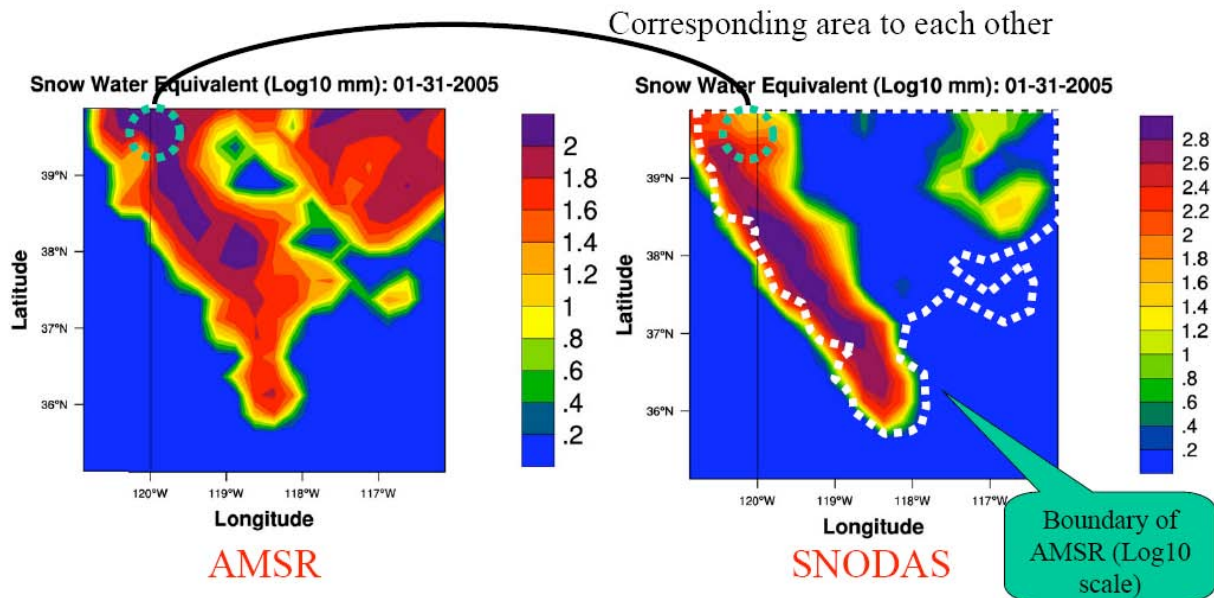 Corresponding area to each other
Snow Water Equivalent (Log10 mm): 01-31-2005
39°N
38°N
37°N
36°N
Latitude
120°W 119°W 118°W 117°W
Longitude
2
1.8
1.6
1.4
1.2
1
.8
.6
.4
.2
AMSR
Snow Water Equivalent (Log10 mm): 01-31-2005
39°N
38°N
37°N
36°N
Latitude
120°W 119°W 118°W
Longitude
2.8
2.6
2.4
2.2
2
1.8
1.6
1.4
1.2
1
.8
.6
.4
.2
SNODAS
Boundary of
AMSR (Log10
scale)